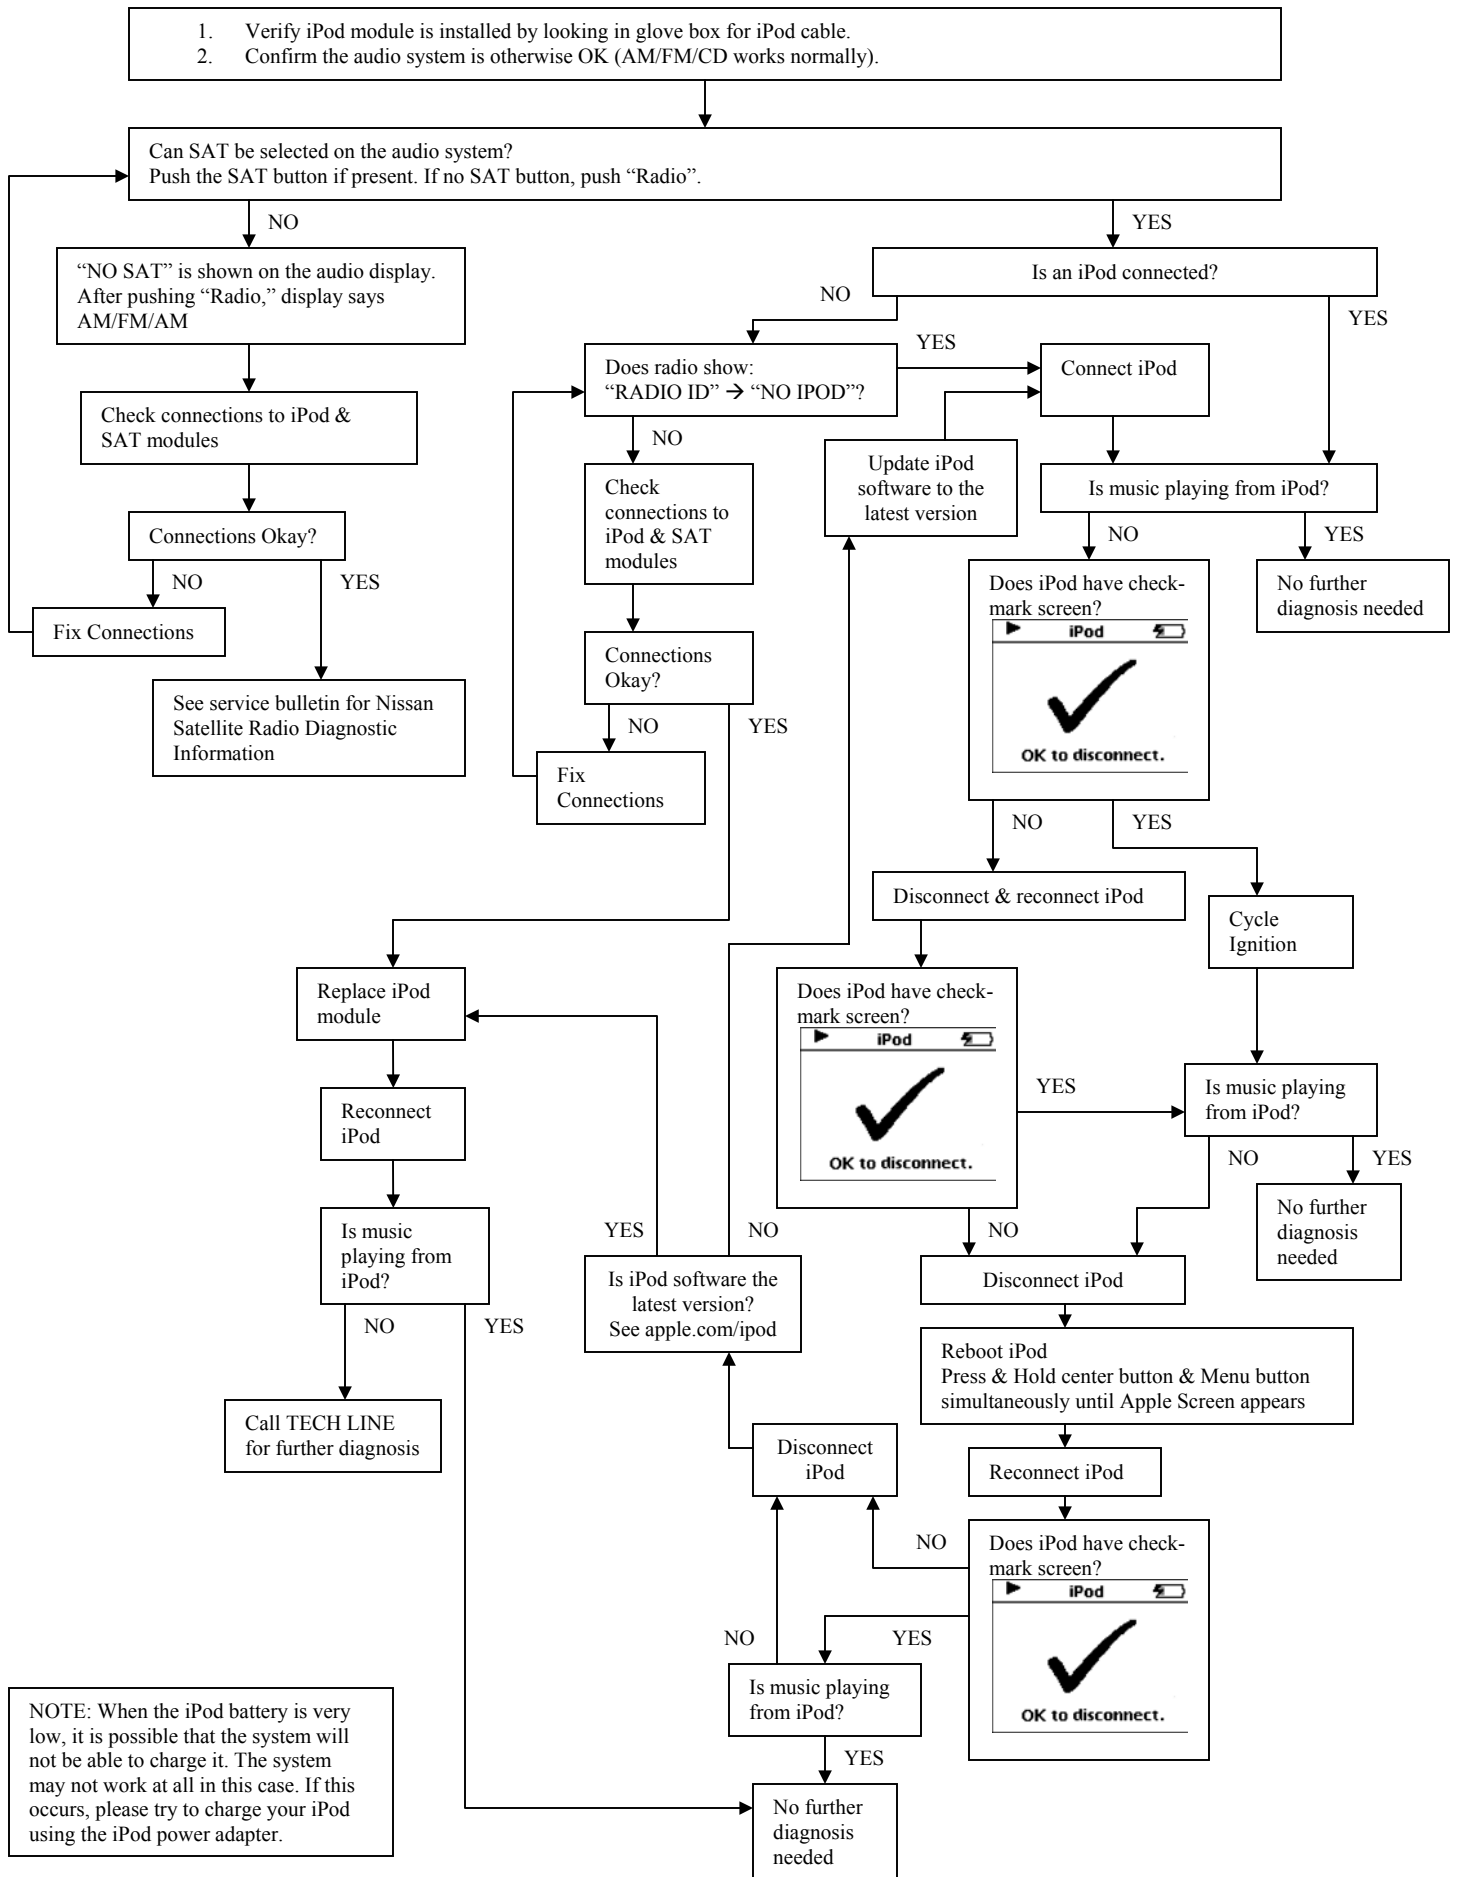 1. Verify iPod module is installed by looking in glove box for iPod cable.
2. Confirm the audio system is otherwise OK (AM/FM/CD works normally).
Can SAT be selected on the audio system?
Push the SAT button if present. If no SAT button, push “Radio”.
NO
YES
“NO SAT” is shown on the audio display.
After pushing “Radio,” display says
AM/FM/AM
Is an iPod connected?
NO
YES
Does radio show:
“RADIO ID” → “NO IPOD”?
YES
Connect iPod
Check connections to iPod &
SAT modules
NO
Update iPod
software to the
latest version
Is music playing from iPod?
Check
connections to
iPod & SAT
modules
Connections Okay?
NO
YES
NO
YES
Fix Connections
Does iPod have check-
mark screen?
iPod
OK to disconnect.
No further
diagnosis needed
Connections
Okay?
See service bulletin for Nissan
Satellite Radio Diagnostic
Information
NO
YES
Fix
Connections
NO
YES
Disconnect & reconnect iPod
Cycle
Ignition
Replace iPod
module
Does iPod have check-
mark screen?
iPod
OK to disconnect.
YES
Is music playing
from iPod?
Reconnect
iPod
NO
YES
Is music
playing from
iPod?
YES
NO
NO
No further
diagnosis
needed
Is iPod software the
latest version?
See apple.com/ipod
Disconnect iPod
NO
YES
Reboot iPod
Press & Hold center button & Menu button
simultaneously until Apple Screen appears
Call TECH LINE
for further diagnosis
Disconnect
iPod
Reconnect iPod
NO
Does iPod have check-
mark screen?
iPod
OK to disconnect.
NO
YES
Is music playing
from iPod?
YES
No further
diagnosis
needed
NOTE: When the iPod battery is very
low, it is possible that the system will
not be able to charge it. The system
may not work at all in this case. If this
occurs, please try to charge your iPod
using the iPod power adapter.